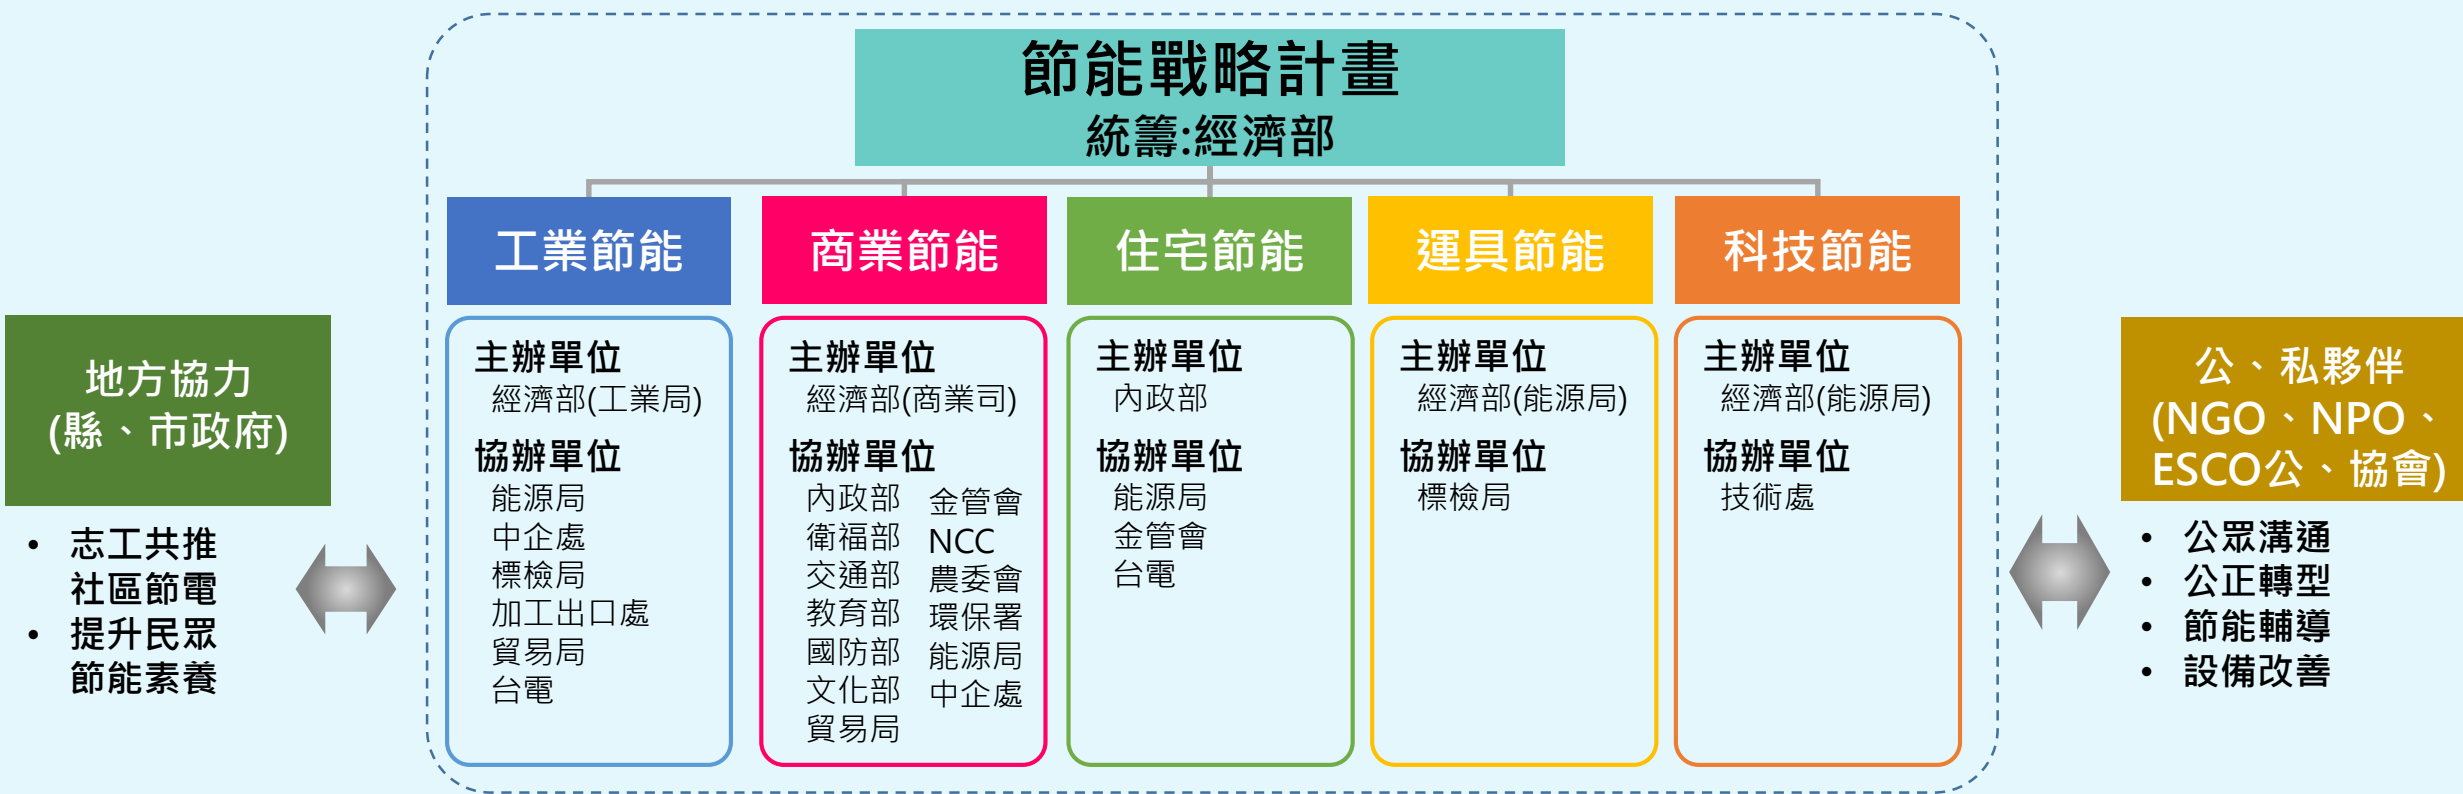 節能戰略計畫
統籌:經濟部
工業節能
商業節能
住宅節能
運具節能
科技節能
地方協力
(縣、市政府)
• 志工共推
社區節電
• 提升民眾
節能素養
主辦單位
經濟部(工業局)
協辦單位
能源局
中企處
標檢局
加工出口處
貿易局
台電
主辦單位
經濟部(商業司)
協辦單位
內政部
衛福部
交通部
教育部
國防部
文化部
貿易局
金管會
NCC
農委會
環保署
能源局
中企處
主辦單位
內政部
協辦單位
能源局
金管會
台電
主辦單位
經濟部(能源局)
協辦單位
標檢局
主辦單位
經濟部(能源局)
協辦單位
技術處
公、私夥伴
(NGO、NPO、
ESCO公、協會)
• 公眾溝通
• 公正轉型
• 節能輔導
• 設備改善